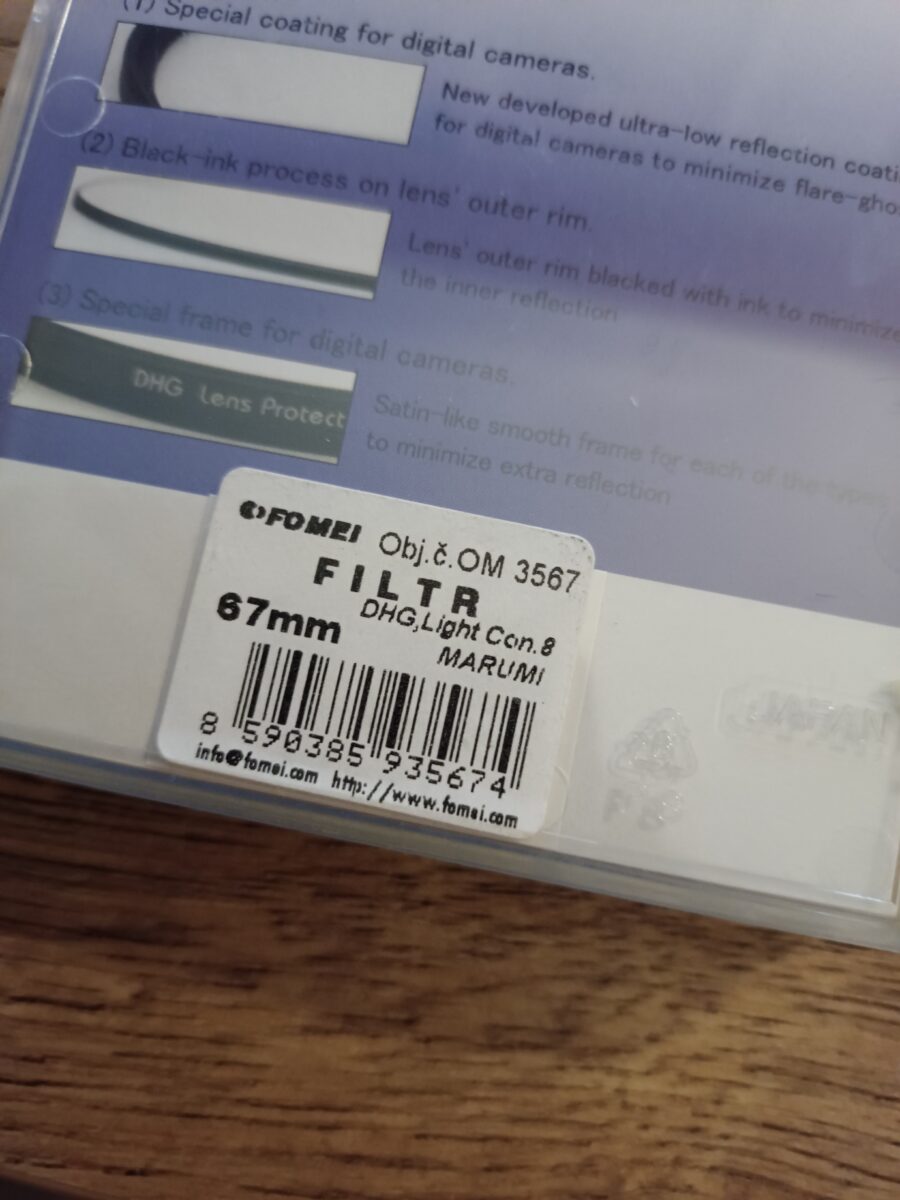 (1) Special coating for digital cameras.
New developed ultra-low reflection coati
for digital cameras to minimize flare-gho
(2) Black-ink process on lens' outer rim.
Lens' outer rim blacked with ink to minimize
the inner reflection
(3) Special frame for digital cameras.
DHG Lens Protect
Satin-like smooth frame for each of the types
to minimize extra reflection
FOMEI Obj.č.OM 3567
FILTR
67mm DHG,Light Con.8
MARUMI
8 590385 935674
info@fomei.com http://www.fomei.com
JAPAN
PS